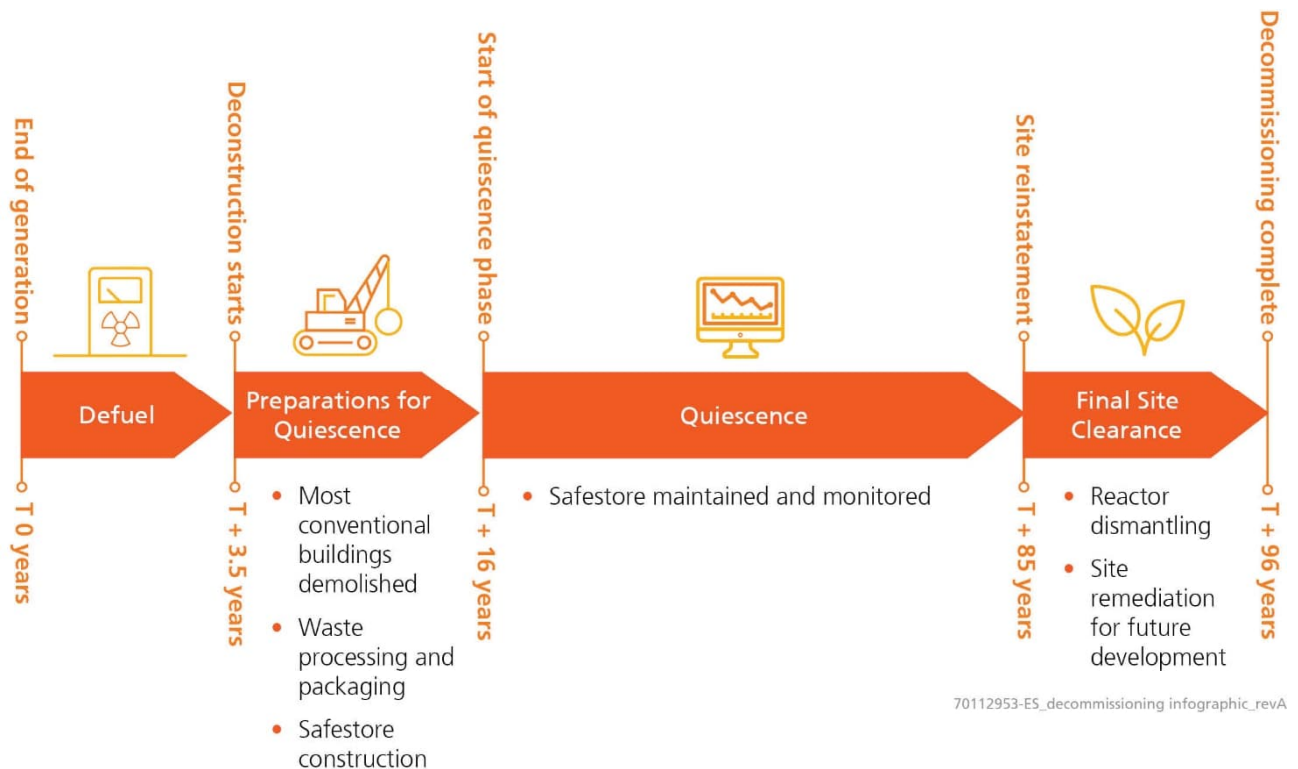 End of generation
Deconstruction starts
Start of quiescence phase
Site reinstatement
Decommissioning complete
Defuel
Preparations for
Quiescence
Quiescence
Final Site
Clearance
T 0 years
T + 3.5 years
T + 16 years
T + 85 years
T + 96 years
• Most
conventional
buildings
demolished
• Waste
processing and
packaging
• Safestore
construction
• Safestore maintained and monitored
• Reactor
dismantling
• Site
remediation
for future
development
70112953-ES_decommissioning infographic_revA